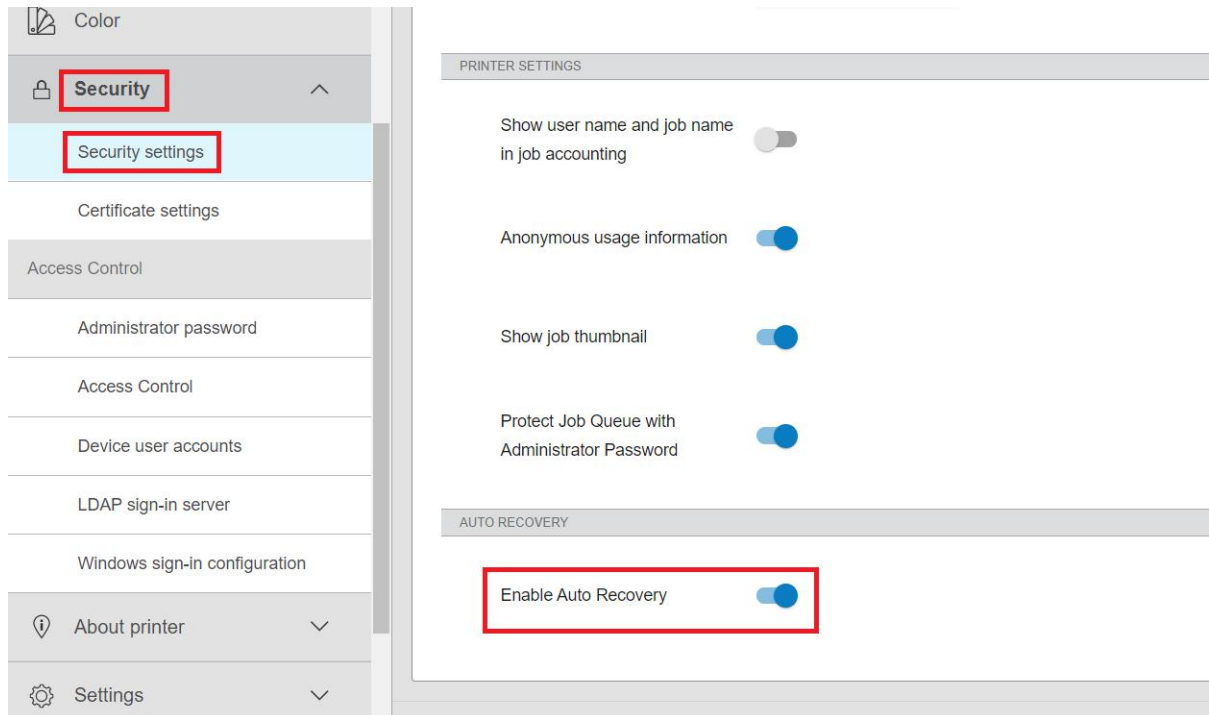 Color
Security
Security settings
Certificate settings
Access Control
Administrator password
Access Control
Device user accounts
LDAP sign-in server
Windows sign-in configuration
About printer
Settings
PRINTER SETTINGS
Show user name and job name
in job accounting
Anonymous usage information
Show job thumbnail
Protect Job Queue with
Administrator Password
AUTO RECOVERY
Enable Auto Recovery